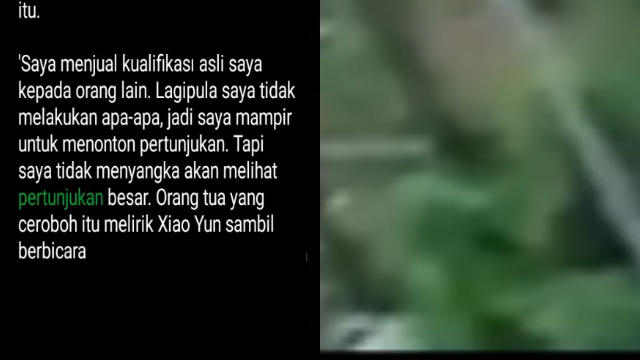 itu.
'Saya menjual kualifikası asli saya
kepada orang lain. Lagipula saya tidak
melakukan apa-apa, jadi saya mampir
untuk menonton pertunjukan. Tapi
saya tidak menyangka akan melihat
pertunjukan besar. Orang tua yang
ceroboh itu melirik Xiao Yun sambil
berbicara